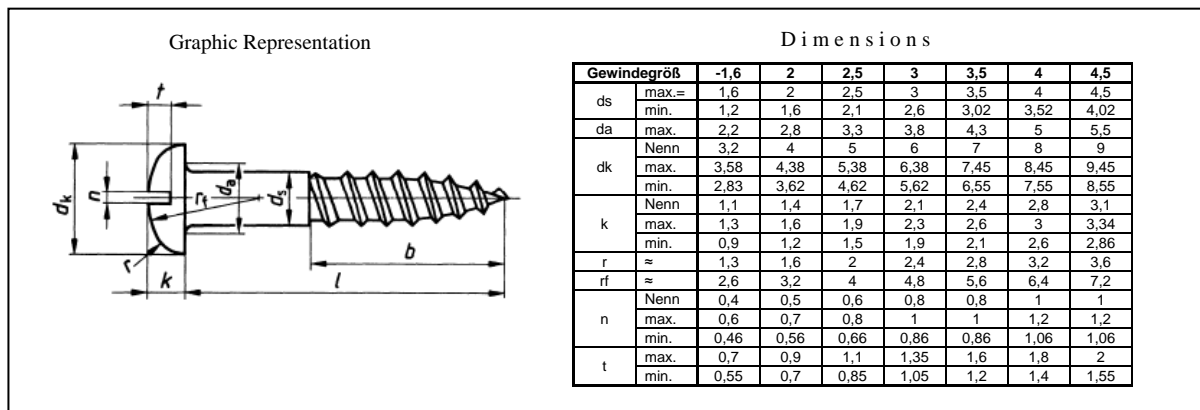 Graphic Representation
t
dk
n
rf
da
ds
r
k
b
l
Dimensions
Gewindegröß -1,6 2 2,5 3 3,5 4 4,5
ds max.= 1,6 2 2,5 3 3,5 4 4,5
min. 1,2 1,6 2,1 2,6 3,02 3,52 4,02
da max. 2,2 2,8 3,3 3,8 4,3 5 5,5
dk Nenn 3,2 4 5 6 7 8 9
max. 3,58 4,38 5,38 6,38 7,45 8,45 9,45
min. 2,83 3,62 4,62 5,62 6,55 7,55 8,55
k Nenn 1,1 1,4 1,7 2,1 2,4 2,8 3,1
max. 1,3 1,6 1,9 2,3 2,6 3 3,34
min. 0,9 1,2 1,5 1,9 2,1 2,6 2,86
r ≈ 1,3 1,6 2 2,4 2,8 3,2 3,6
rf ≈ 2,6 3,2 4 4,8 5,6 6,4 7,2
n Nenn 0,4 0,5 0,6 0,8 0,8 1 1
max. 0,6 0,7 0,8 1 1 1,2 1,2
min. 0,46 0,56 0,66 0,86 0,86 1,06 1,06
t max. 0,7 0,9 1,1 1,35 1,6 1,8 2
min. 0,55 0,7 0,85 1,05 1,2 1,4 1,55